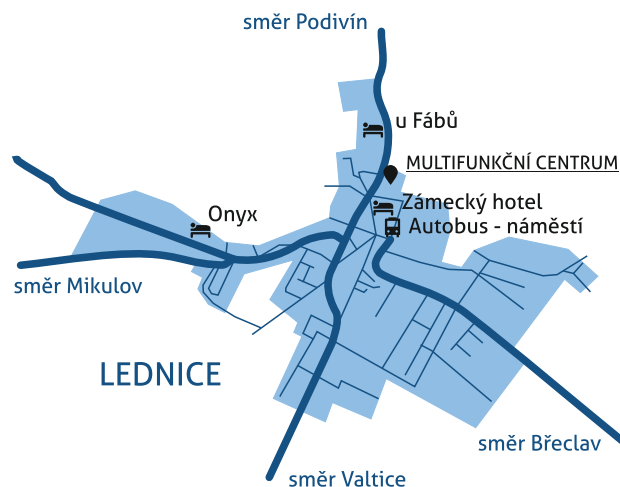 směr Podivín
u Fábů
MULTIFUNKČNÍ CENTRUM
Zámecký hotel
Onyx
Autobus - náměstí
směr Mikulov
LEDNICE
směr Břeclav
směr Valtice